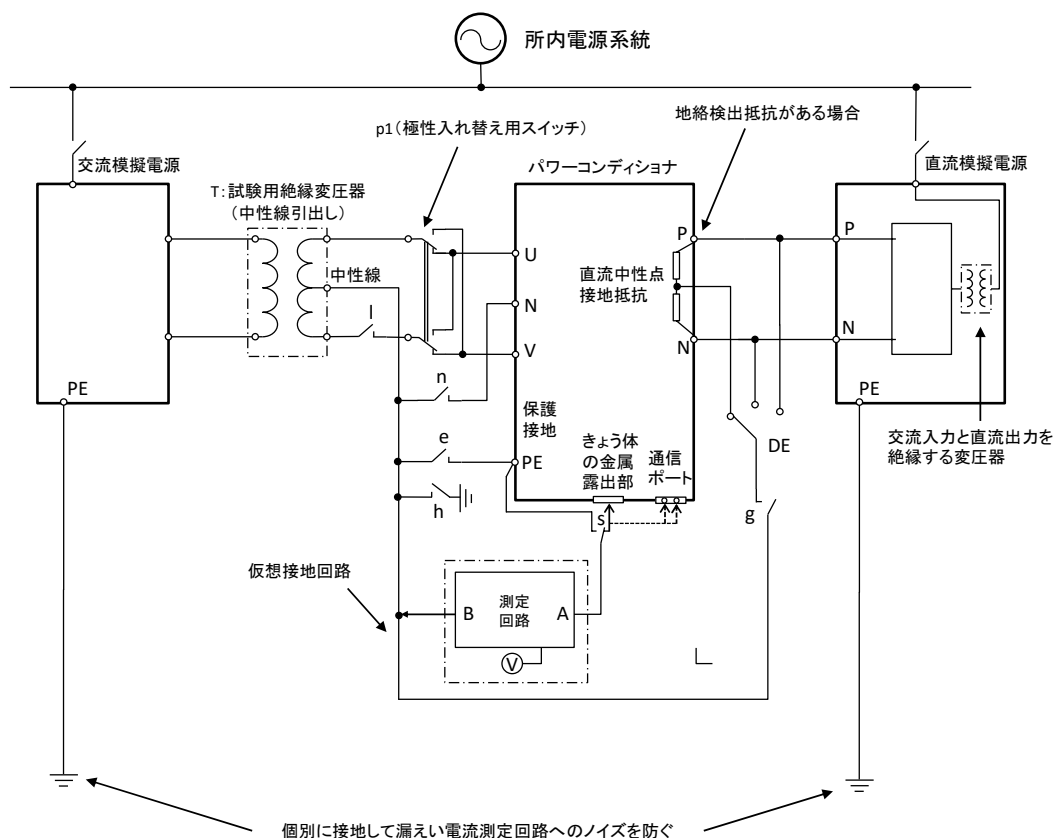 所内電源系統
地絡検出抵抗がある場合
p1(極性入れ替え用スイッチ)
交流模擬電源
パワーコンディショナ
直流模擬電源
T:試験用絶縁変圧器
(中性線引出し)
中性線
l
U
N
V
P
N
直流中性点
接地抵抗
P
N
PE
n
e
h
保護
接地
PE
きょう体
の金属
露出部
通信
ポート
s
DE
g
PE
交流入力と直流出力を
絶縁する変圧器
仮想接地回路
B
測定
回路
A
V
個別に接地して漏えい電流測定回路へのノイズを防ぐ